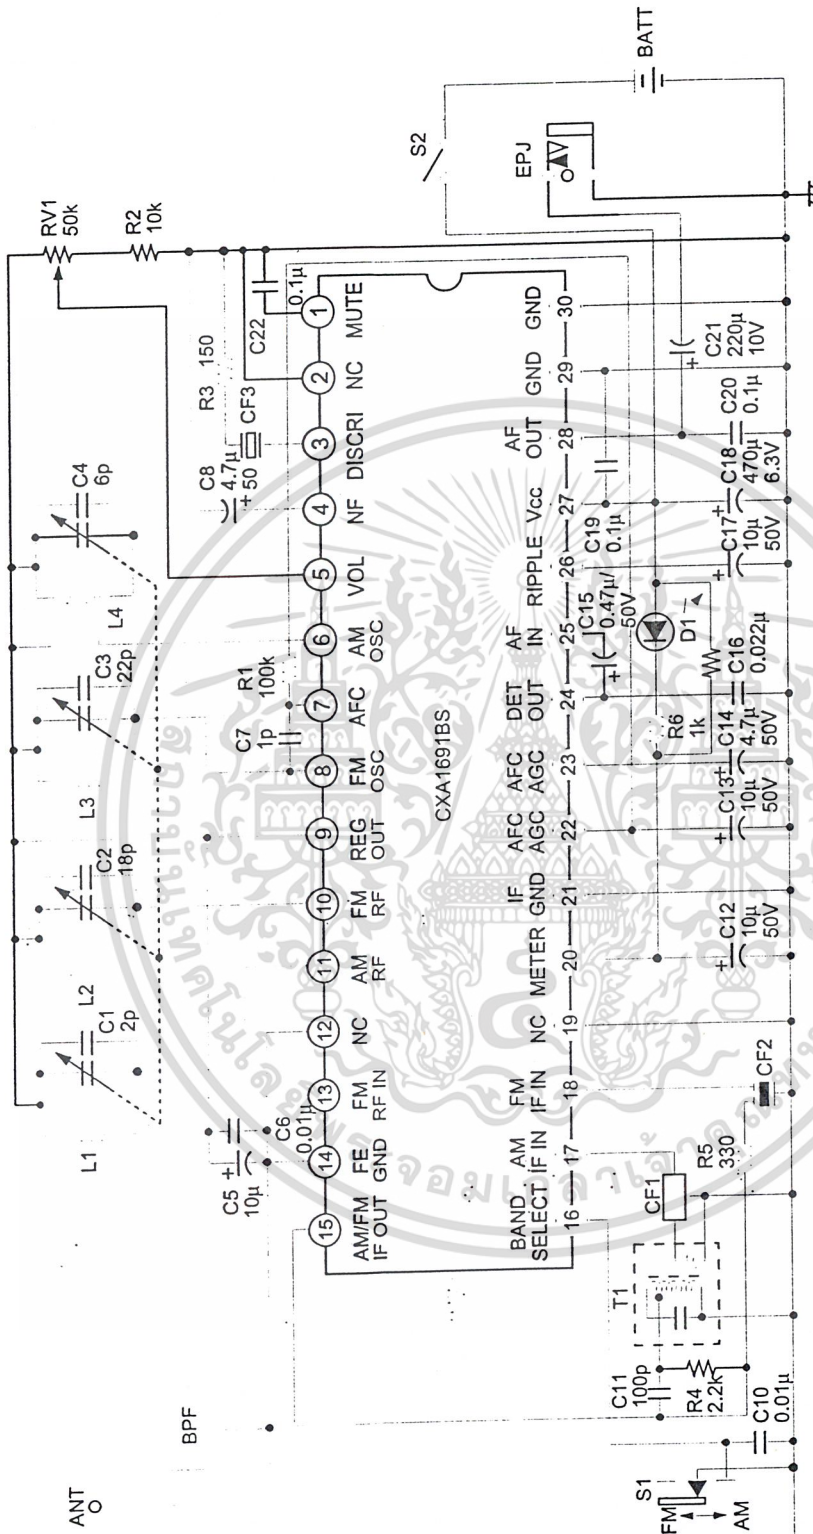 ANT
BPF
L1
C1
2p
L2
C2
18p
L3
C3
22p
L4
C4
6p
RV1
50k
R2
10k
C5
10µ
+
C6
0.01µ
C7
1p
R1
100k
C8
4.7µ
+ 50
R3
150
CF3
C22
0.1µ
15
14
13
12
11
10
9
8
7
6
5
4
3
2
1
AM/FM
IF OUT
FE
GND
FM
RF IN
NC
AM
RF
FM
RF
REG
OUT
FM
OSC
AFC
AM
OSC
VOL
NF
DISCRI
NC
MUTE
CXA1691BS
BAND
SELECT
AM
IF IN
FM
IF IN
NC
METER
IF
GND
AFC
AGC
AFC
AGC
DET
OUT
AF
IN
RIPPLE
Vcc
AF
OUT
GND
GND
16
17
18
19
20
21
22
23
24
25
26
27
28
29
30
S1
FM
AM
C10
0.01µ
C11
100p
R4
2.2k
T1
CF1
R5
330
CF2
C12
10µ
50V
C13
10µ
50V
C14
4.7µ
50V
R6
1k
C16
0.022µ
D1
C15
0.47µ/
50V
C19
0.1µ
C17
10µ
50V
C18
470µ
6.3V
C20
0.1µ
C21
220µ
10V
S2
EPJ
BATT